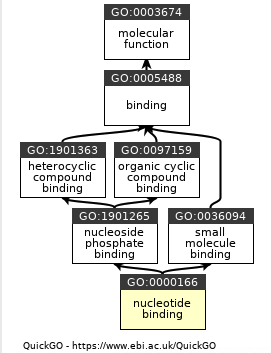 GO:0003674
molecular
function
GO:0005488
binding
GO:1901363
heterocyclic
compound
binding
GO:0097159
organic cyclic
compound
binding
GO:1901265
nucleoside
phosphate
binding
GO:0036094
small
molecule
binding
GO:0000166
nucleotide
binding
QuickGO - https://www.ebi.ac.uk/QuickGO